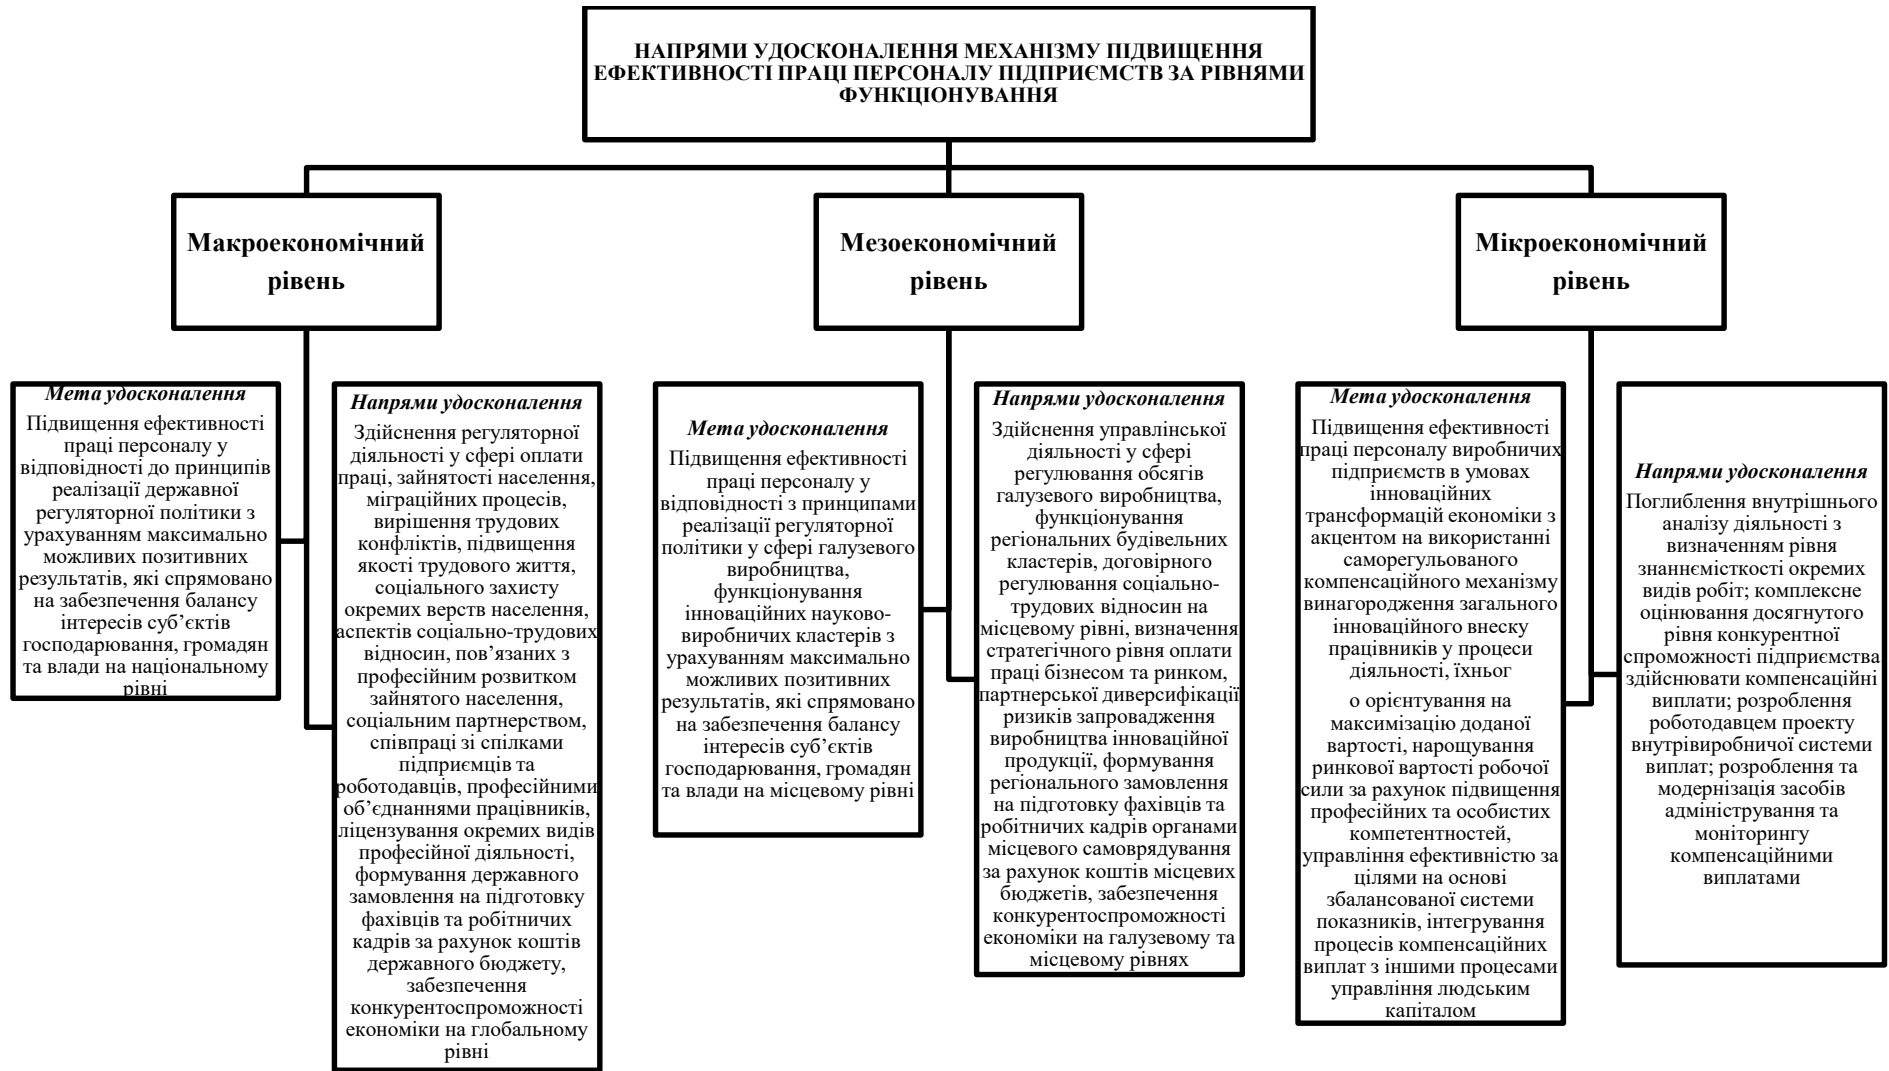 НАПРЯМИ УДОСКОНАЛЕННЯ МЕХАНІЗМУ ПІДВИЩЕННЯ
ЕФЕКТИВНОСТІ ПРАЦІ ПЕРСОНАЛУ ПІДПРИЄМСТВ ЗА РІВНЯМИ
ФУНКЦІОНУВАННЯ
Макроекономічний
рівень
Мета удосконалення
Підвищення ефективності
праці персоналу у
відповідності до принципів
реалізації державної
регуляторної політики з
урахуванням максимально
можливих позитивних
результатів, які спрямовано
на забезпечення балансу
інтересів суб’єктів
господарювання, громадян
та влади на національному
рівні
Напрями удосконалення
Здійснення регуляторної
діяльності у сфері оплати
праці, зайнятості населення,
міграційних процесів,
вирішення трудових
конфліктів, підвищення
якості трудового життя,
соціального захисту
окремих верств населення,
аспектів соціально-трудових
відносин, пов’язаних з
професійним розвитком
зайнятого населення,
соціальним партнерством,
співпраці зі спілками
підприємців та
роботодавців, професійними
об’єднаннями працівників,
ліцензування окремих видів
професійної діяльності,
формування державного
замовлення на підготовку
фахівців та робітничих
кадрів за рахунок коштів
державного бюджету,
забезпечення
конкурентоспроможності
економіки на глобальному
рівні
Мезоекономічний
рівень
Мета удосконалення
Підвищення ефективності
праці персоналу у
відповідності з принципами
реалізації регуляторної
політики у сфері галузевого
виробництва,
функціонування
інноваційних науково-
виробничих кластерів з
урахуванням максимально
можливих позитивних
результатів, які спрямовано
на забезпечення балансу
інтересів суб’єктів
господарювання, громадян
та влади на місцевому рівні
Напрями удосконалення
Здійснення управлінської
діяльності у сфері
регулювання обсягів
галузевого виробництва,
функціонування
регіональних будівельних
кластерів, договірного
регулювання соціально-
трудових відносин на
місцевому рівні, визначення
стратегічного рівня оплати
праці бізнесом та ринком,
партнерської диверсифікації
ризиків запровадження
виробництва інноваційної
продукції, формування
регіонального замовлення
на підготовку фахівців та
робітничих кадрів органами
місцевого самоврядування
за рахунок коштів місцевих
бюджетів, забезпечення
конкурентоспроможності
економіки на галузевому та
місцевому рівнях
Мікроекономічний
рівень
Мета удосконалення
Підвищення ефективності
праці персоналу виробничих
підприємств в умовах
інноваційних
трансформацій економіки з
акцентом на використанні
саморегульованого
компенсаційного механізму
винагородження загального
інноваційного внеску
працівників у процеси
діяльності, їхньог
о орієнтування на
максимізацію доданої
вартості, нарощування
ринкової вартості робочої
сили за рахунок підвищення
професійних та особистих
компетентностей,
управління ефективністю за
цілями на основі
збалансованої системи
показників, інтегрування
процесів компенсаційних
виплат з іншими процесами
управління людським
капіталом
Напрями удосконалення
Поглиблення внутрішнього
аналізу діяльності з
визначенням рівня
знаннємісткості окремих
видів робіт; комплексне
оцінювання досягнутого
рівня конкурентної
спроможності підприємства
здійснювати компенсаційні
виплати; розроблення
роботодавцем проекту
внутрівиробничої системи
виплат; розроблення та
модернізація засобів
адміністрування та
моніторингу
компенсаційними
виплатами